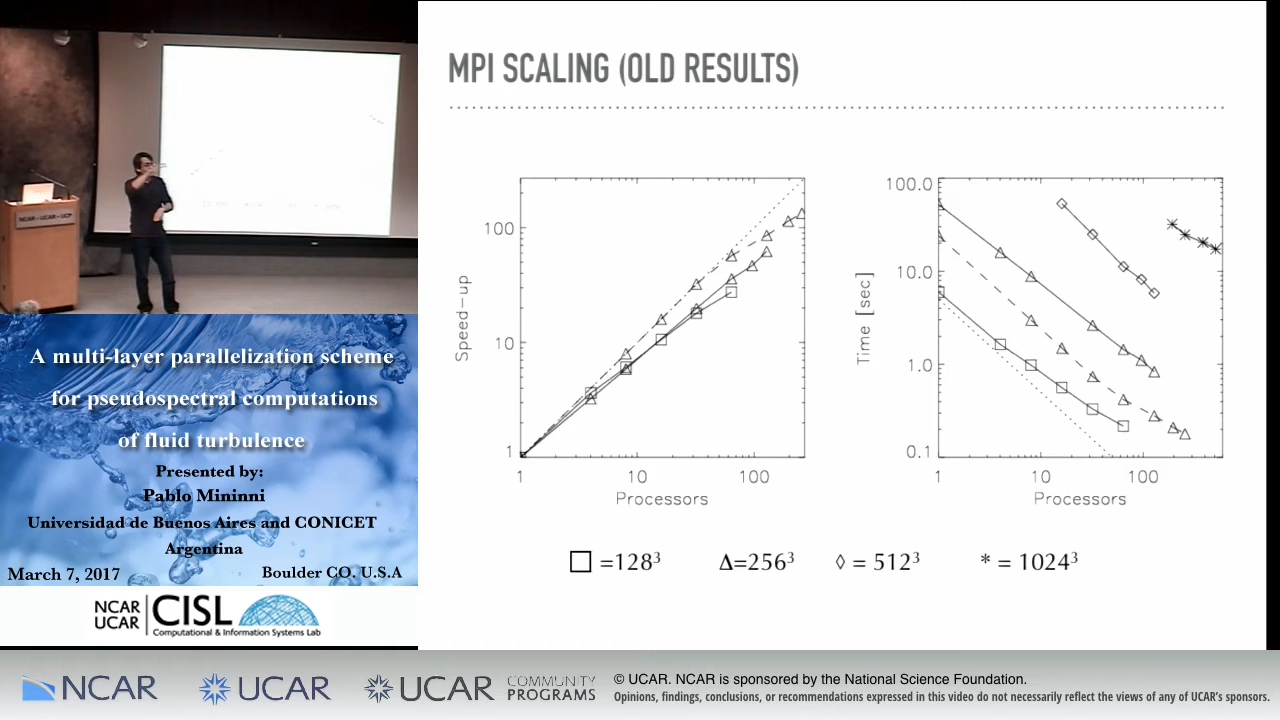 MPI SCALING (OLD RESULTS)
NCAR • UCAR • UCP
100
10
1
Speed-up
1 10 100
Processors
100.0
10.0
1.0
0.1
Time [sec]
1 10 100
Processors
□ =128³ Δ=256³ ◊ = 512³ * = 1024³
A multi-layer parallelization scheme
for pseudospectral computations
of fluid turbulence
Presented by:
Pablo Mininni
Universidad de Buenos Aires and CONICET
Argentina
March 7, 2017 Boulder CO. U.S.A
NCAR
UCAR
CISL
Computational & Information Systems Lab
NCAR
UCAR
UCAR
COMMUNITY
PROGRAMS
© UCAR. NCAR is sponsored by the National Science Foundation.
Opinions, findings, conclusions, or recommendations expressed in this video do not necessarily reflect the views of any of UCAR's sponsors.